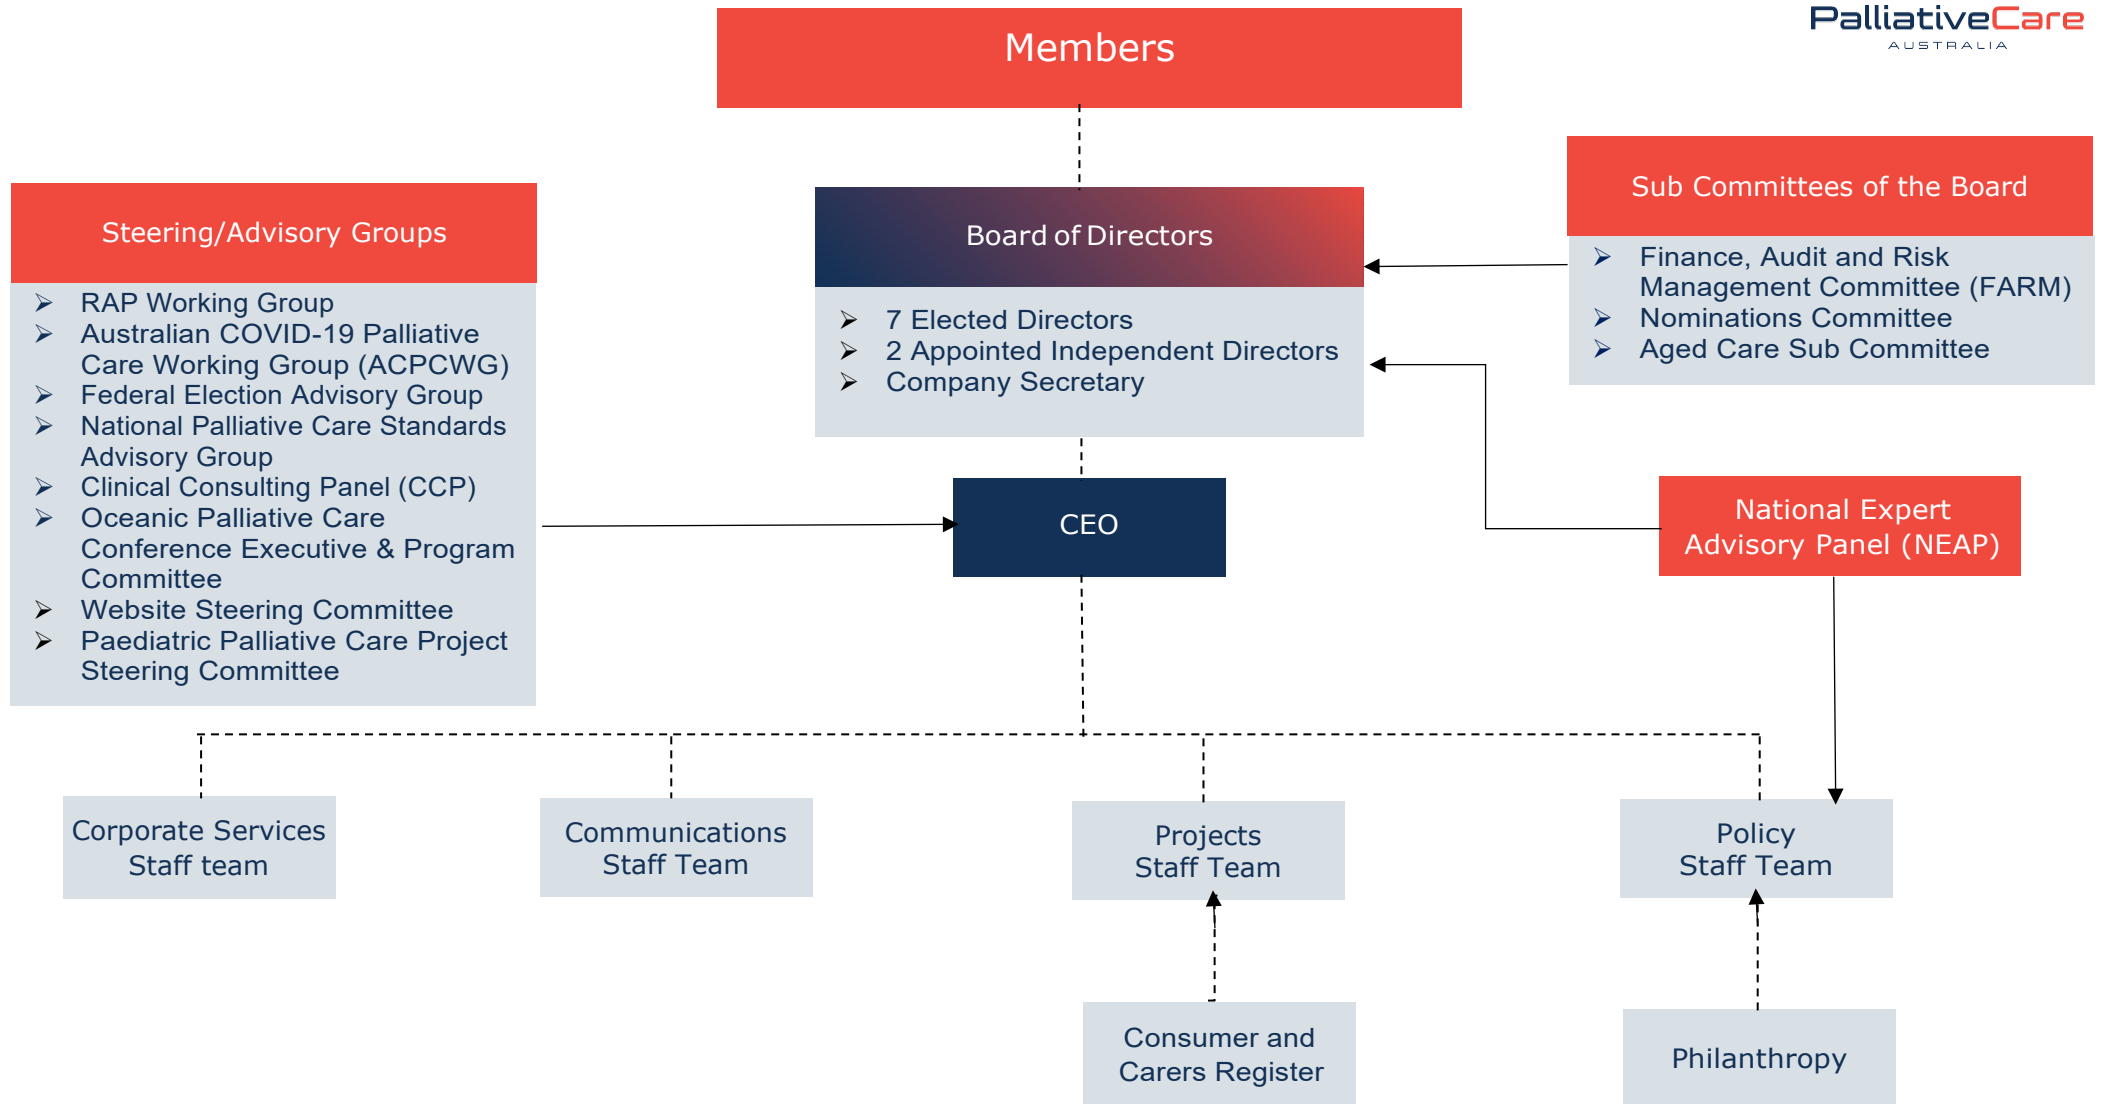 PalliativeCare
AUSTRALIA
Members
Sub Committees of the Board
Finance, Audit and Risk
Management Committee (FARM)
Nominations Committee
Aged Care Sub Committee
Steering/Advisory Groups
RAP Working Group
Australian COVID-19 Palliative
Care Working Group (ACPCWG)
Federal Election Advisory Group
National Palliative Care Standards
Advisory Group
Clinical Consulting Panel (CCP)
Oceanic Palliative Care
Conference Executive & Program
Committee
Website Steering Committee
Paediatric Palliative Care Project
Steering Committee
Board of Directors
7 Elected Directors
2 Appointed Independent Directors
Company Secretary
CEO
National Expert
Advisory Panel (NEAP)
Corporate Services
Staff team
Communications
Staff Team
Projects
Staff Team
Policy
Staff Team
Consumer and
Carers Register
Philanthropy